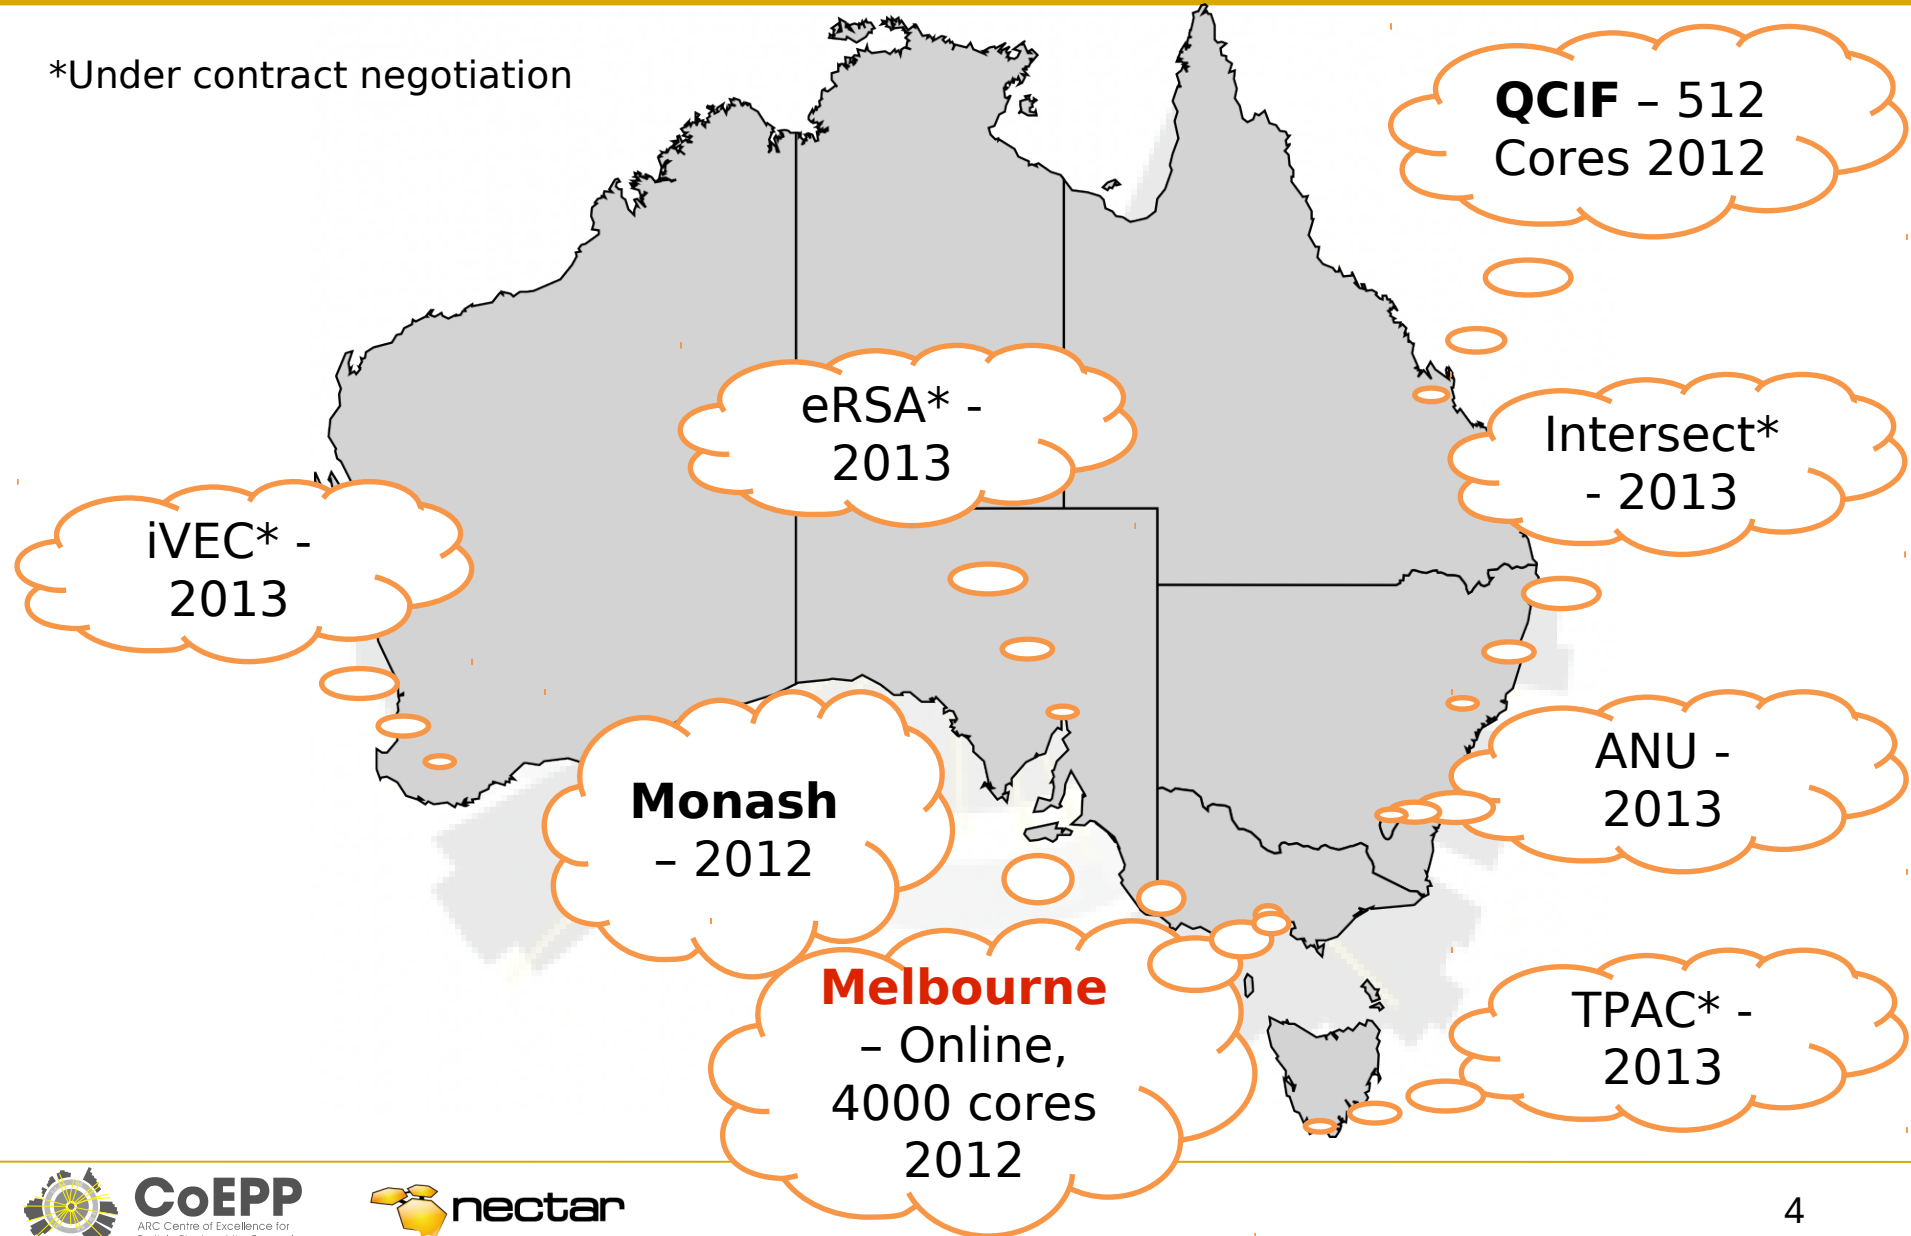 *Under contract negotiation
QCIF – 512
Cores 2012
eRSA* -
2013
Intersect*
- 2013
iVEC* -
2013
Monash
– 2012
ANU -
2013
Melbourne
– Online,
4000 cores
2012
TPAC* -
2013
CoEPP
ARC Centre of Excellence for
nectar
4